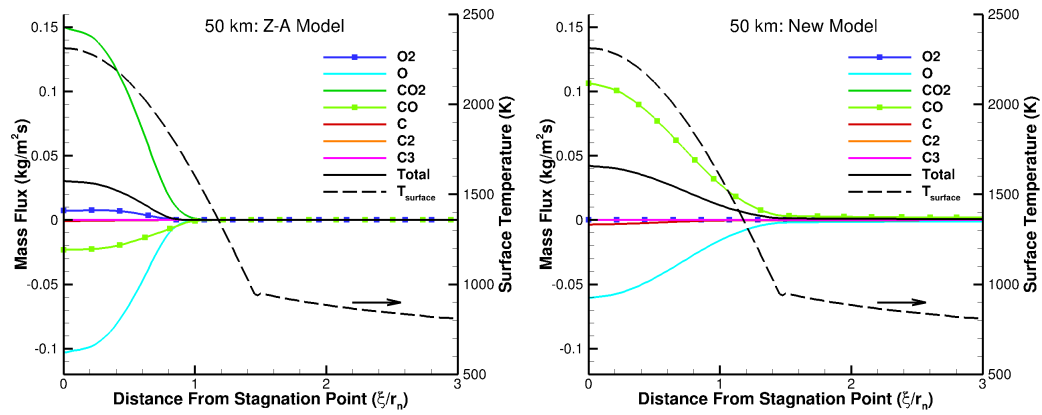 50 km: Z-A Model
Mass Flux (kg/m²s)
0.15
0.1
0.05
0
-0.05
-0.1
O2
O
CO2
CO
C
C2
C3
Total
Tsurface
2500
2000
1500
1000
500
Surface Temperature (K)
0
1
2
3
Distance From Stagnation Point (ξ/rn)
50 km: New Model
Mass Flux (kg/m²s)
0.15
0.1
0.05
0
-0.05
-0.1
O2
O
CO2
CO
C
C2
C3
Total
Tsurface
2500
2000
1500
1000
500
Surface Temperature (K)
0
1
2
3
Distance From Stagnation Point (ξ/rn)